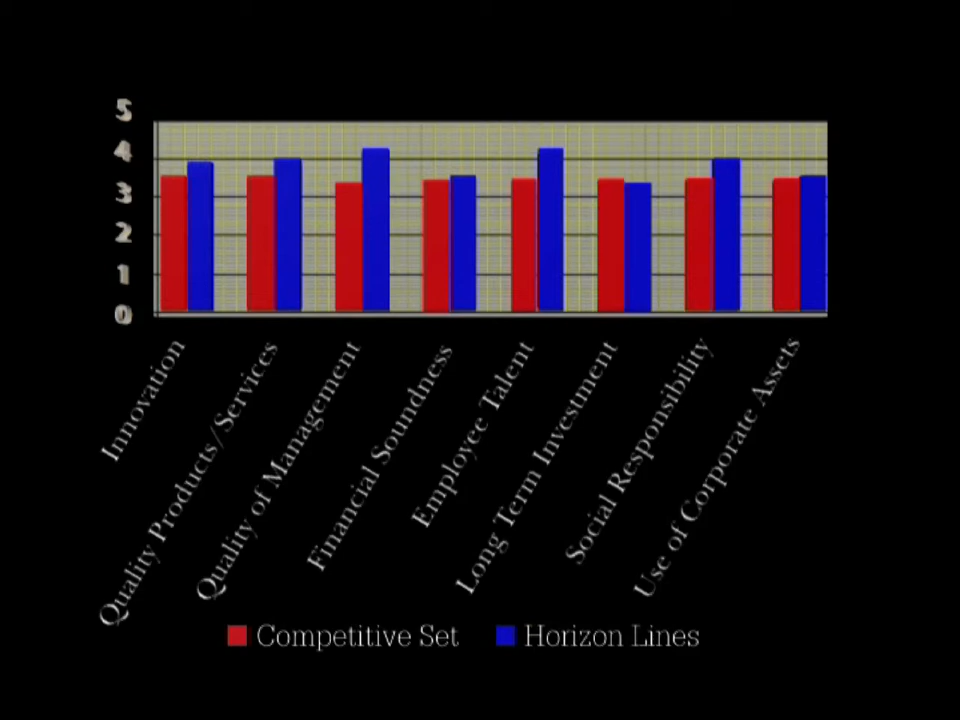 5
4
3
2
1
0
Innovation
Quality Products/Services
Quality of Management
Financial Soundness
Employee Talent
Long Term Investment
Social Responsibility
Use of Corporate Assets
Competitive Set
Horizon Lines